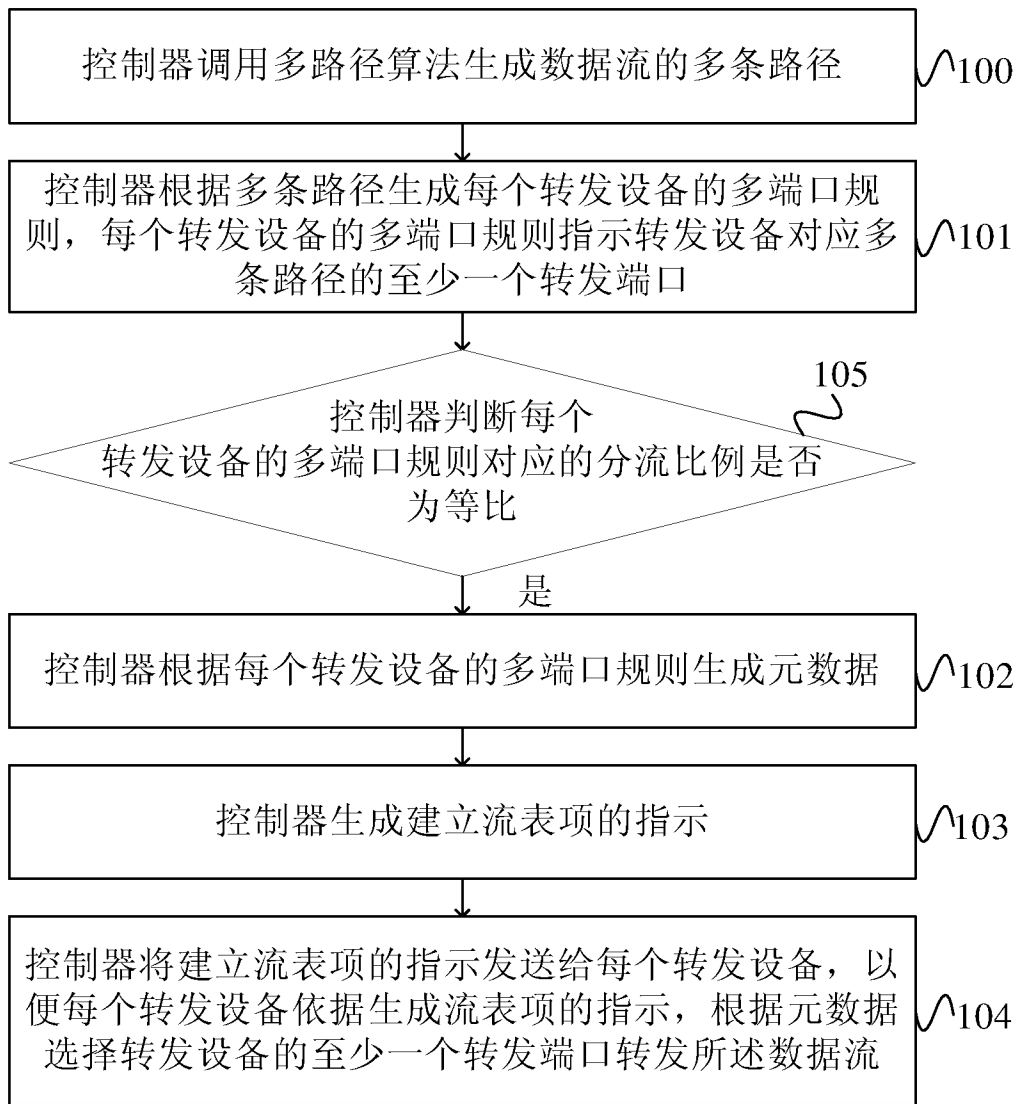 控制器调用多路径算法生成数据流的多条路径
100
控制器根据多条路径生成每个转发设备的多端口规
则，每个转发设备的多端口规则指示转发设备对应多
条路径的至少一个转发端口
101
105
控制器判断每个
转发设备的多端口规则对应的分流比例是否
为等比
是
控制器根据每个转发设备的多端口规则生成元数据
102
控制器生成建立流表项的指示
103
控制器将建立流表项的指示发送给每个转发设备，以
便每个转发设备依据生成流表项的指示，根据元数据
选择转发设备的至少一个转发端口转发所述数据流
104